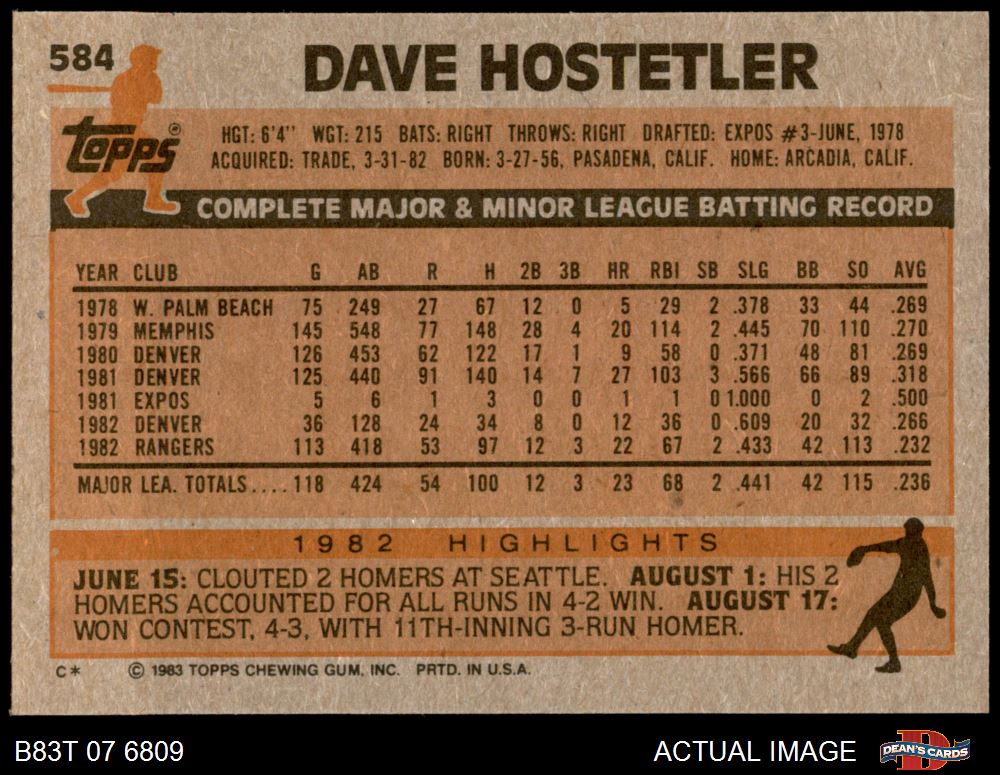 584
DAVE HOSTETLER
Topps®
HGT: 6'4" WGT: 215 BATS: RIGHT THROWS: RIGHT DRAFTED: EXPOS #3-JUNE, 1978
ACQUIRED: TRADE, 3-31-82 BORN: 3-27-56, PASADENA, CALIF. HOME: ARCADIA, CALIF.
COMPLETE MAJOR & MINOR LEAGUE BATTING RECORD
YEAR CLUB G AB R H 2B 3B HR RBI SB SLG BB SO AVG
1978 W. PALM BEACH 75 249 27 67 12 0 5 29 2 .378 33 44 .269
1979 MEMPHIS 145 548 77 148 28 4 20 114 2 .445 70 110 .270
1980 DENVER 126 453 62 122 17 1 9 58 0 .371 48 81 .269
1981 DENVER 125 440 91 140 14 7 27 103 3 .566 66 89 .318
1981 EXPOS 5 6 1 3 0 0 1 1 0 1.000 0 2 .500
1982 DENVER 36 128 24 34 8 0 12 36 0 .609 20 32 .266
1982 RANGERS 113 418 53 97 12 3 22 67 2 .433 42 113 .232
MAJOR LEA. TOTALS.... 118 424 54 100 12 3 23 68 2 .441 42 115 .236
1982 HIGHLIGHTS
JUNE 15: CLOUTED 2 HOMERS AT SEATTLE. AUGUST 1: HIS 2
HOMERS ACCOUNTED FOR ALL RUNS IN 4-2 WIN. AUGUST 17:
WON CONTEST, 4-3, WITH 11TH-INNING 3-RUN HOMER.
C* © 1983 TOPPS CHEWING GUM, INC. PRTD. IN U.S.A.
B83T 07 6809 ACTUAL IMAGE DEAN'S CARDS